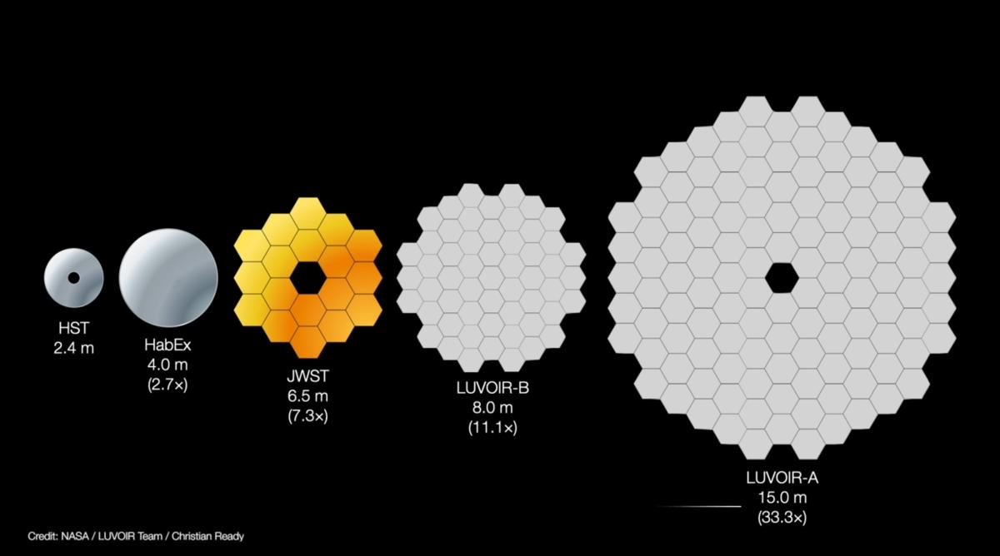 HST
2.4 m
HabEx
4.0 m
(2.7×)
JWST
6.5 m
(7.3×)
LUVOIR-B
8.0 m
(11.1×)
LUVOIR-A
15.0 m
(33.3×)
Credit: NASA / LUVOIR Team / Christian Ready